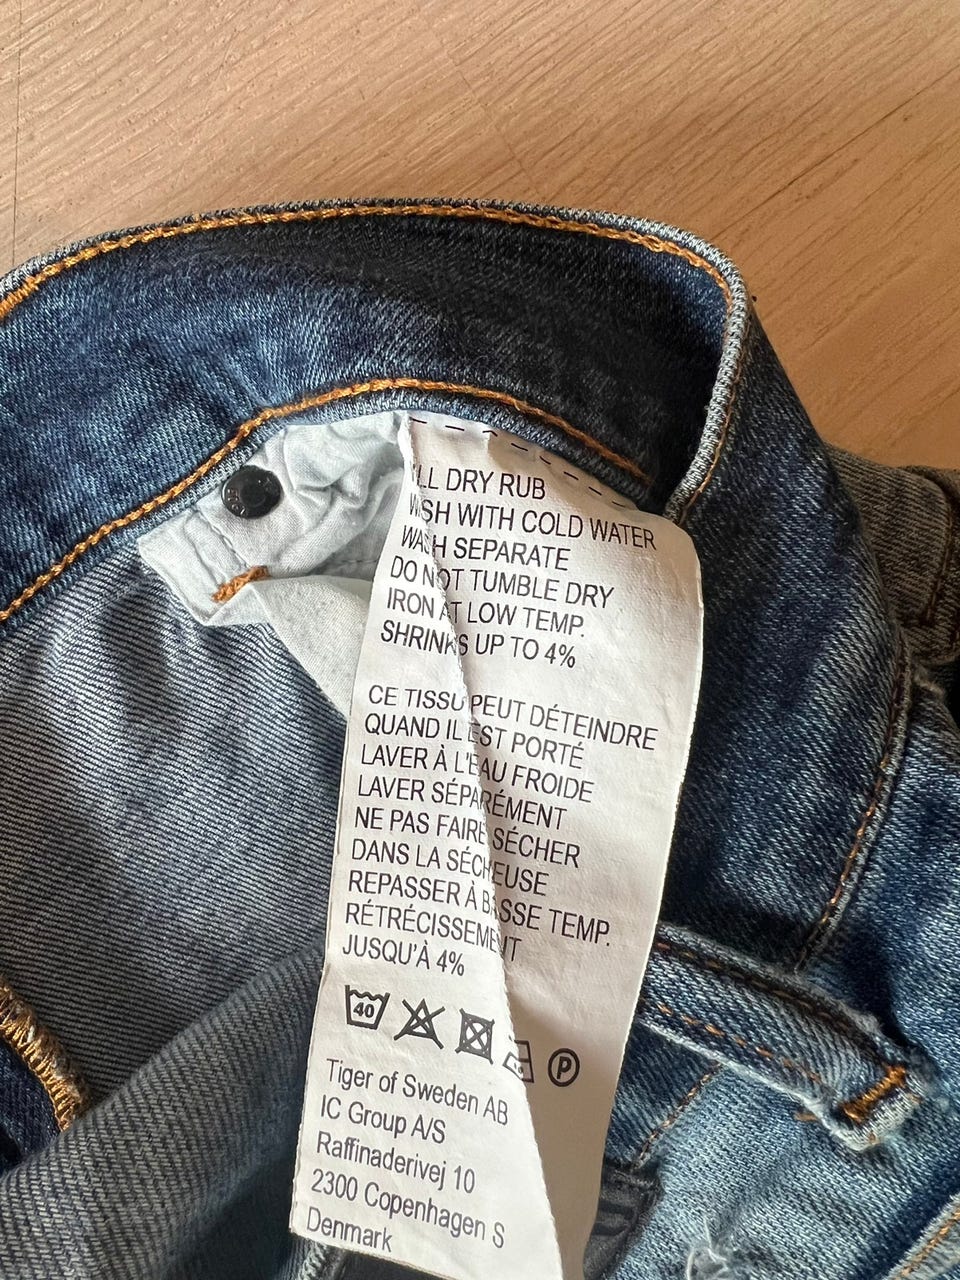 DRY RUB
WITH COLD WATER
WASH SEPARATE
DO NOT TUMBLE DRY
IRON AT LOW TEMP.
SHRINKS UP TO 4%
CE TISSU PEUT DÉTEINDRE
QUAND IL EST PORTÉ
LAVER À L'EAU FROIDE
LAVER SÉPARÉMENT
NE PAS FAIRE SÉCHER
DANS LA SÉCHEUSE
REPASSER À BASSE TEMP.
RÉTRÉCISSEMENT
JUSQU'À 4%
40 P
Tiger of Sweden AB
IC Group A/S
Raffinaderivej 10
2300 Copenhagen S
Denmark